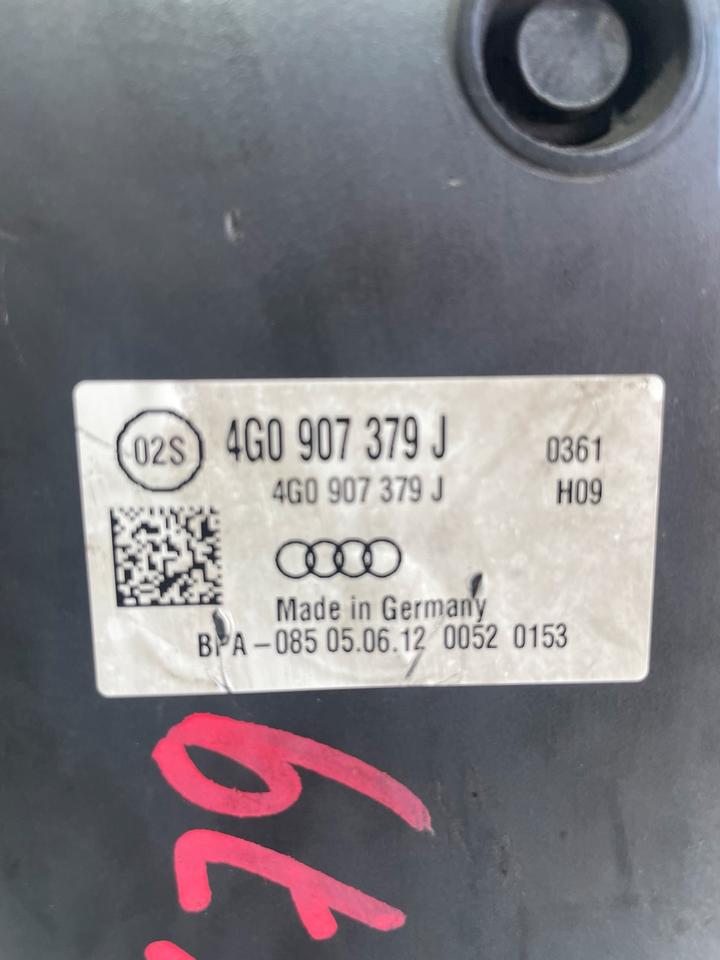 02S 4G0 907 379 J 0361
4G0 907 379 J H09
Made in Germany
BPA-085 05.06.12 0052 0153